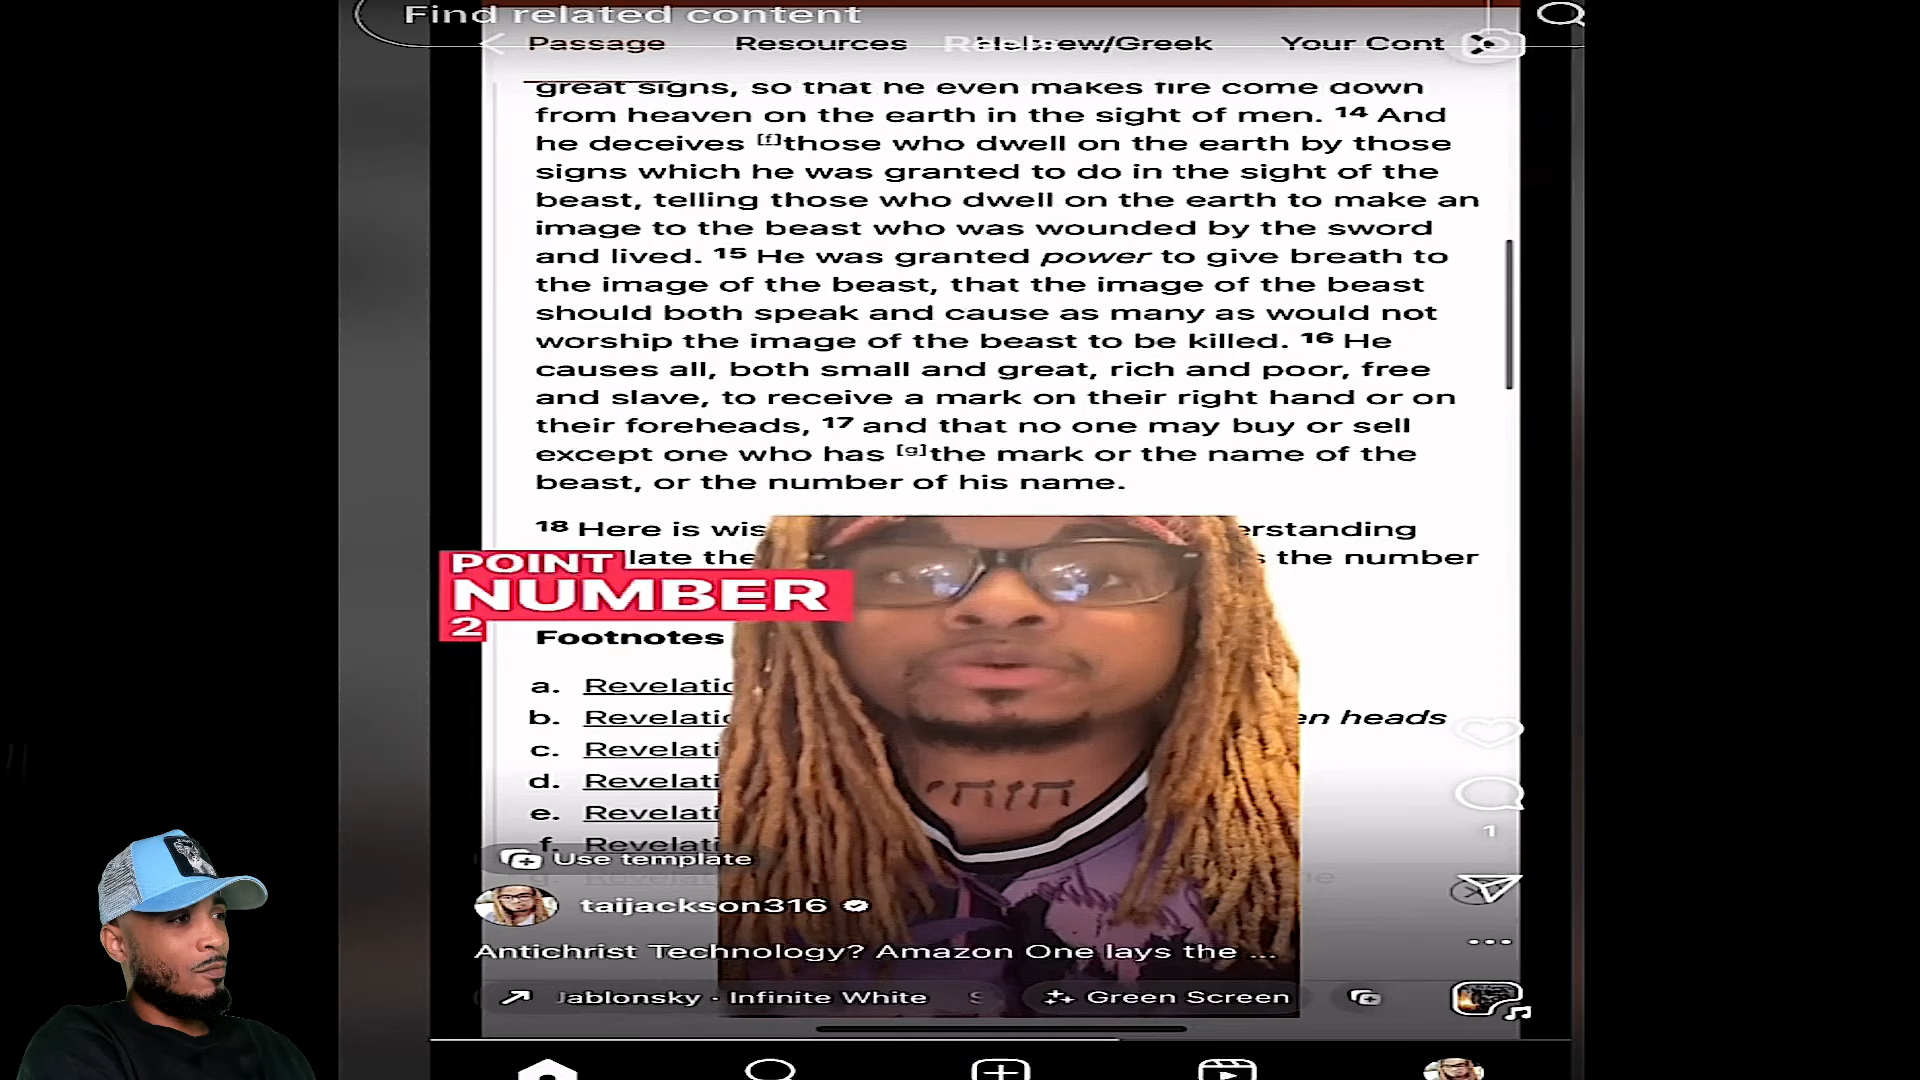 Find related content
Passage Resources Hebrew/Greek Your Cont
Reels
great signs, so that he even makes fire come down
from heaven on the earth in the sight of men. 14 And
he deceives [f]those who dwell on the earth by those
signs which he was granted to do in the sight of the
beast, telling those who dwell on the earth to make an
image to the beast who was wounded by the sword
and lived. 15 He was granted power to give breath to
the image of the beast, that the image of the beast
should both speak and cause as many as would not
worship the image of the beast to be killed. 16 He
causes all, both small and great, rich and poor, free
and slave, to receive a mark on their right hand or on
their foreheads, 17 and that no one may buy or sell
except one who has [g]the mark or the name of the
beast, or the number of his name.
18 Here is wis rstanding
late the the number
POINT
NUMBER
2
Footnotes
a. Revelatio
b. Revelatio en heads
c. Revelati
d. Revelati
e. Revelati
f. Revelati
Use template
1
taijackson316
Antichrist Technology? Amazon One lays the ...
Jablonsky · Infinite White
Green Screen